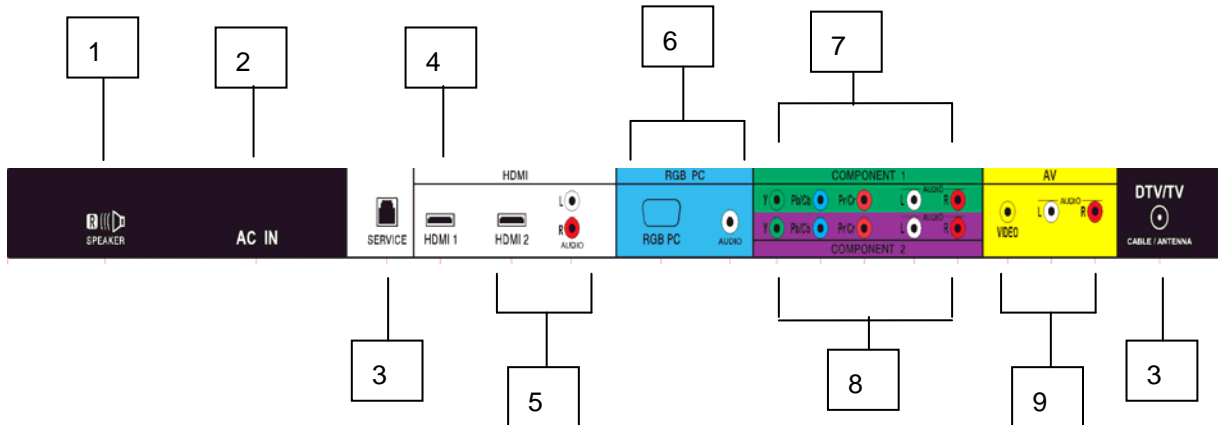 1
2
4
6
7
HDMI
RGB PC
COMPONENT 1
AV
R
SPEAKER
AC IN
SERVICE
HDMI 1
HDMI 2
L
R
AUDIO
RGB PC
AUDIO
Y Pb/Cb Pr/Cr L AUDIO R
Y Pb/Cb Pr/Cr L AUDIO R
COMPONENT 2
VIDEO
L AUDIO R
DTV/TV
CABLE / ANTENNA
3
5
8
9
3